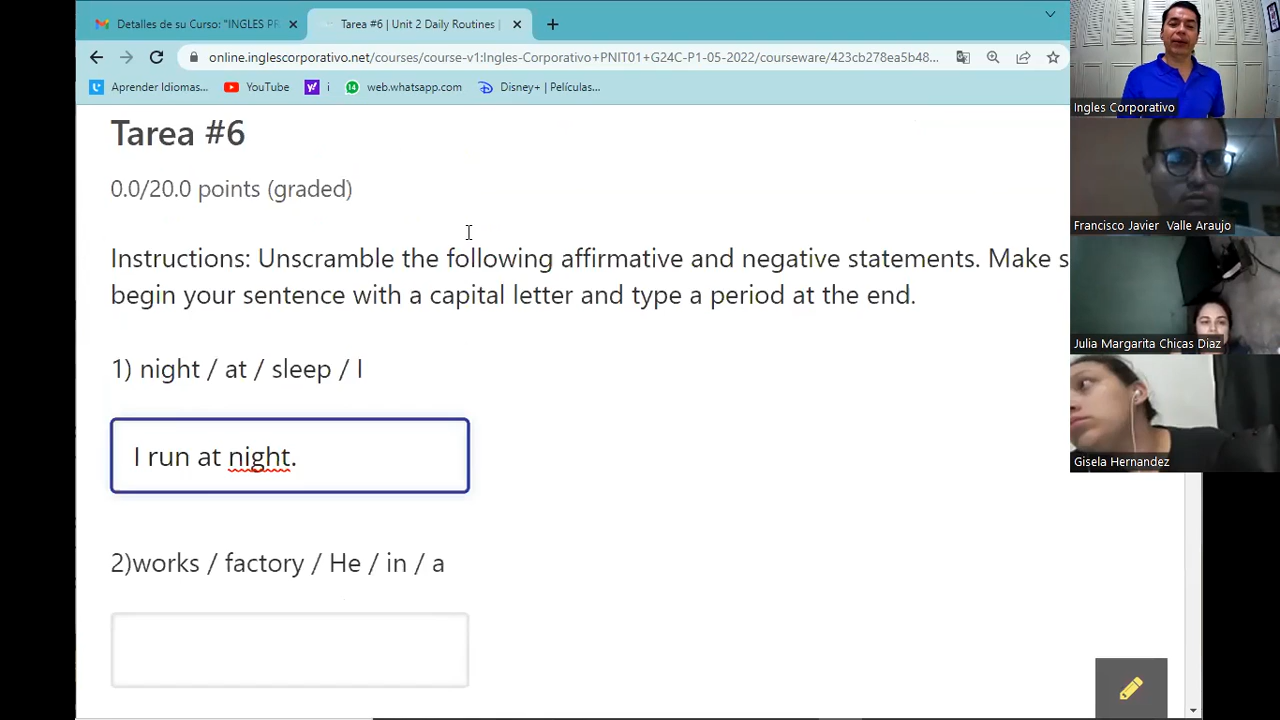 Detalles de su Curso: "INGLES PR
Tarea #6 | Unit 2 Daily Routines |
online.inglescorporativo.net/courses/course-v1:Ingles-Corporativo+PNIT01+G24C-P1-05-2022/courseware/423cb278ea5b48...
Aprender Idiomas...
YouTube
i
web.whatsapp.com
Disney+ | Películas...
Tarea #6
0.0/20.0 points (graded)
Instructions: Unscramble the following affirmative and negative statements. Make s
begin your sentence with a capital letter and type a period at the end.
1) night / at / sleep / I
I run at night.
2)works / factory / He / in / a
Ingles Corporativo
Francisco Javier Valle Araujo
Julia Margarita Chicas Diaz
Gisela Hernandez